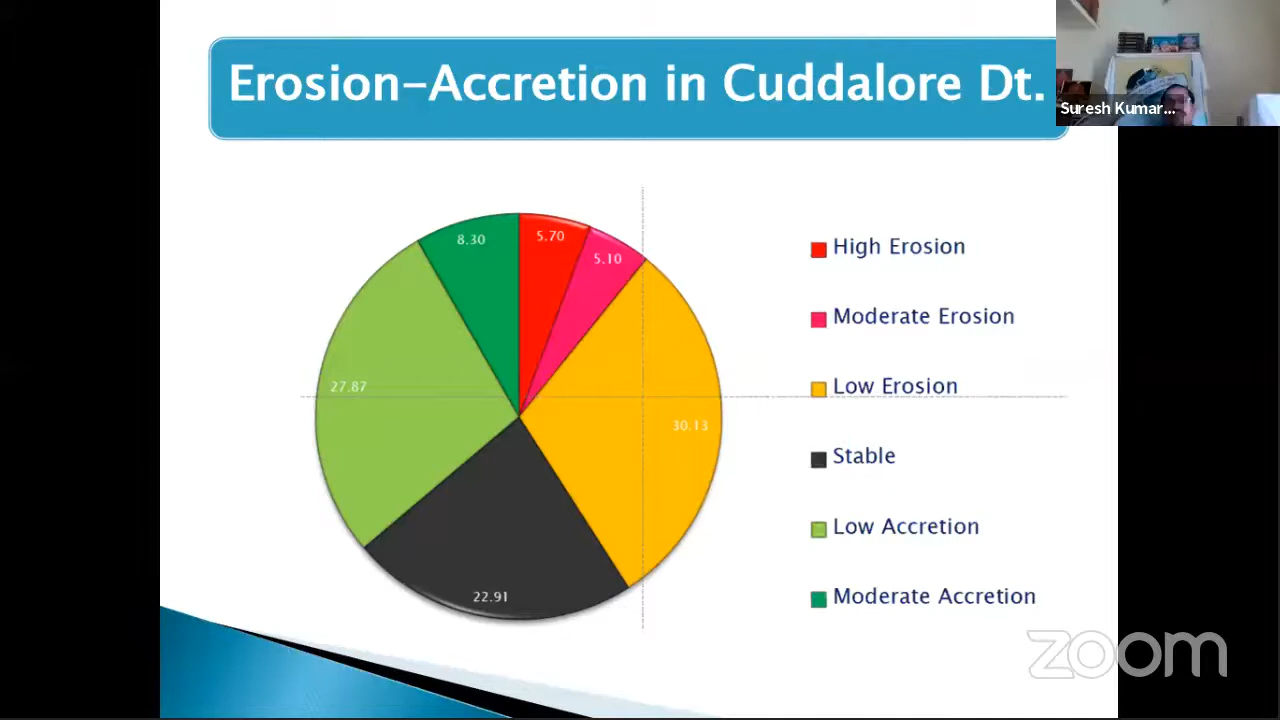 Erosion-Accretion in Cuddalore Dt.
Suresh Kumar...
8.30
5.70
5.10
27.87
30.13
22.91
High Erosion
Moderate Erosion
Low Erosion
Stable
Low Accretion
Moderate Accretion
zoom